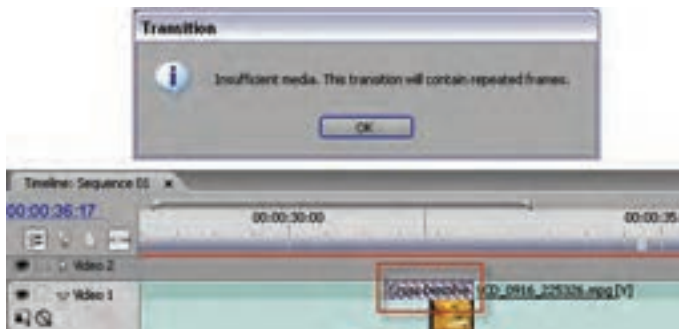 Transition
Insufficient media. This transition will contain repeated frames.
OK
Timeline: Sequence 01 x
00:00:36:17
00:00:30:00
00:00:35
Video 2
Cross Dissolve VCD_0916_225326.mpg [V]
Video 1